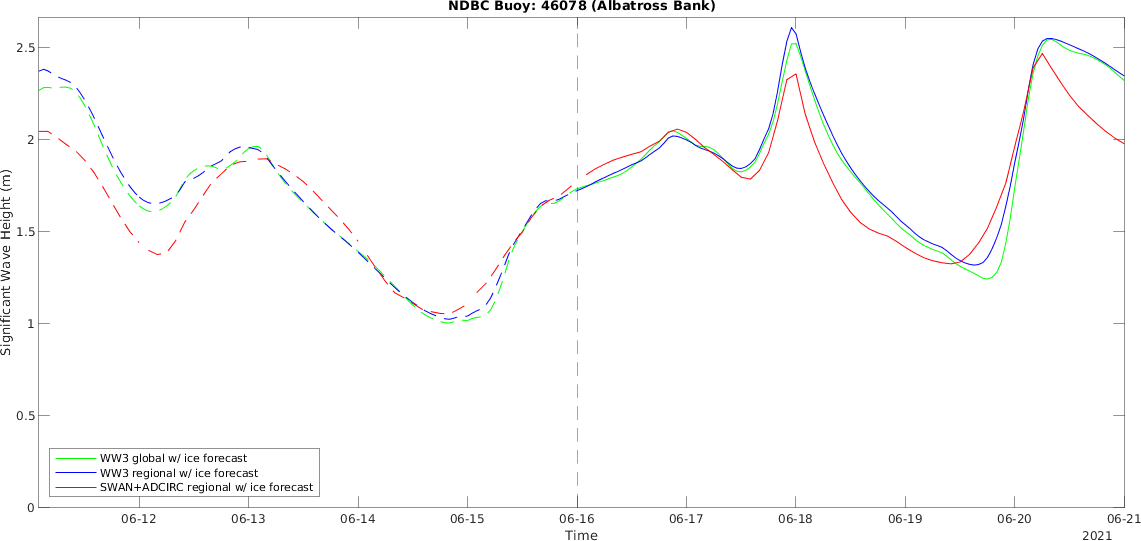 NDBC Buoy: 46078 (Albatross Bank)
Significant Wave Height (m)
2.5
2
1.5
1
0.5
0
WW3 global w/ ice forecast
WW3 regional w/ ice forecast
SWAN+ADCIRC regional w/ ice forecast
06-12 06-13 06-14 06-15 06-16 06-17 06-18 06-19 06-20 06-21
Time
2021